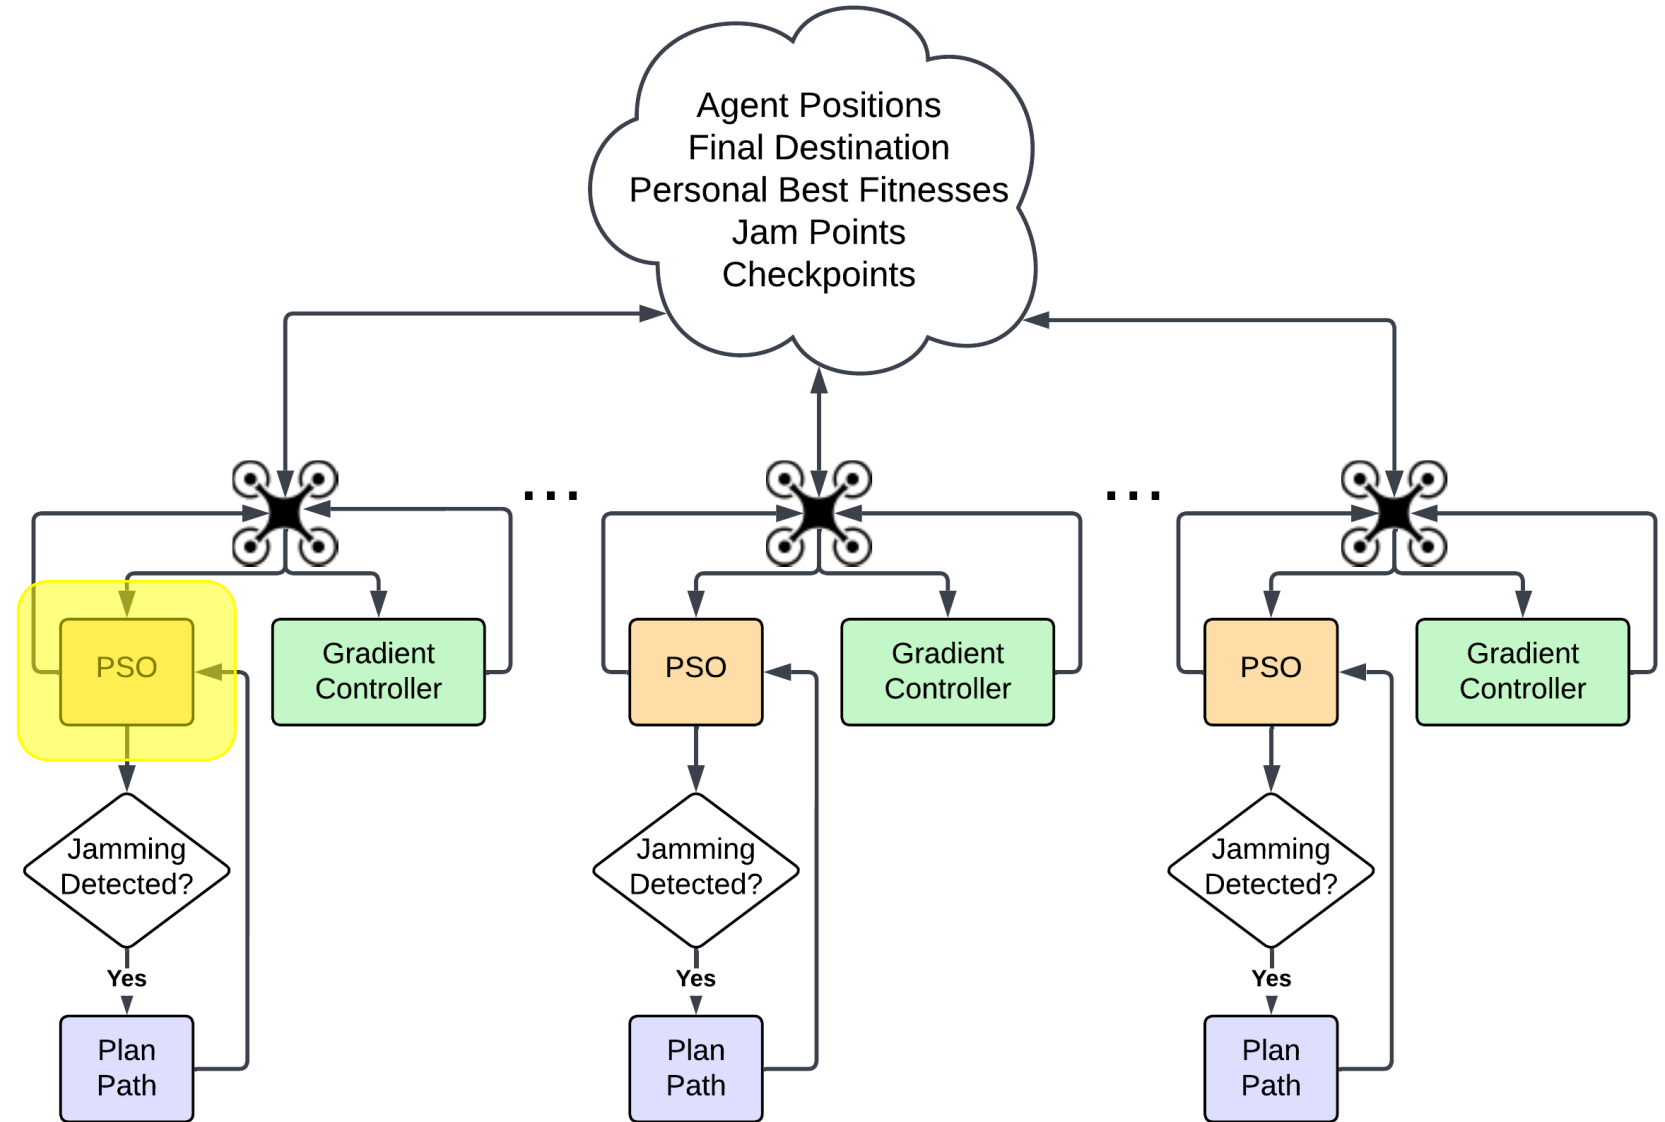 Agent Positions
Final Destination
Personal Best Fitnesses
Jam Points
Checkpoints
...
...
PSO
Gradient
Controller
PSO
Gradient
Controller
PSO
Gradient
Controller
Jamming
Detected?
Jamming
Detected?
Jamming
Detected?
Yes
Yes
Yes
Plan
Path
Plan
Path
Plan
Path